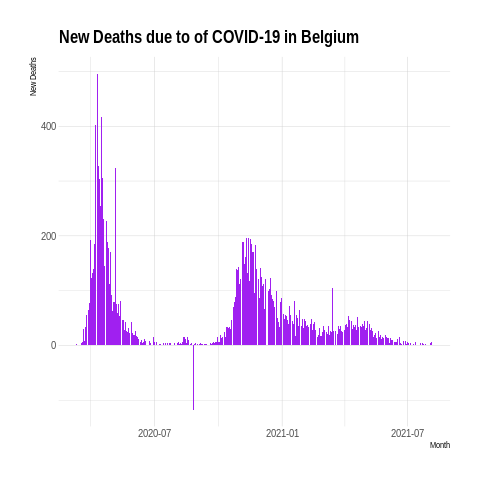 New Deaths due to of COVID-19 in Belgium
New Deaths
400
200
0
2020-07
2021-01
2021-07
Month